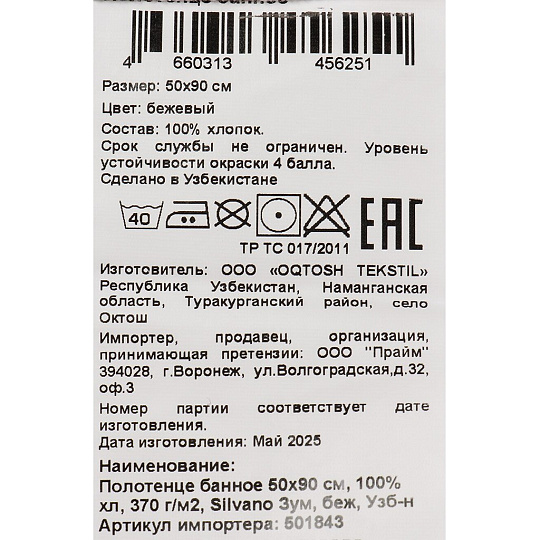 4 660313 456251
Размер: 50х90 см
Цвет: бежевый
Состав: 100% хлопок.
Срок службы не ограничен. Уровень
устойчивости окраски 4 балла.
Сделано в Узбекистане
40
ТР ТС 017/2011
ЕАС
Изготовитель: ООО «OQTOSH TEKSTIL»
Республика Узбекистан, Наманганская
область, Туракурганский район, село
Октош
Импортер, продавец, организация,
принимающая претензии: ООО "Прайм"
394028, г.Воронеж, ул.Волгоградская,д.32,
оф.3
Номер партии соответствует дате
изготовления.
Дата изготовления: Май 2025
Наименование:
Полотенце банное 50х90 см, 100%
хл, 370 г/м2, Silvano Зум, беж, Узб-н
Артикул импортера: 501843